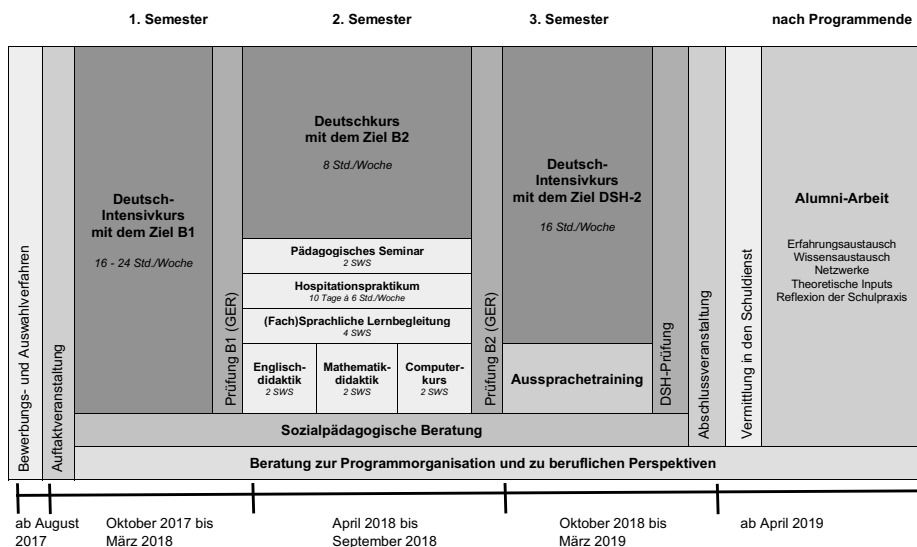 1. Semester
2. Semester
3. Semester
nach Programmende
Bewerbungs- und Auswahlverfahren
Auftaktveranstaltung
Deutsch-
Intensivkurs
mit dem Ziel B1
16 - 24 Std./Woche
Prüfung B1 (GER)
Deutschkurs
mit dem Ziel B2
8 Std./Woche
Pädagogisches Seminar
2 SWS
Hospitationspraktikum
10 Tage à 6 Std./Woche
(Fach)Sprachliche Lernbegleitung
4 SWS
Englisch-
didaktik
2 SWS
Mathematik-
didaktik
2 SWS
Computer-
kurs
2 SWS
Prüfung B2 (GER)
Deutsch-
Intensivkurs
mit dem Ziel DSH-2
16 Std./Woche
Aussprachetraining
DSH-Prüfung
Abschlussveranstaltung
Vermittlung in den Schuldienst
Alumni-Arbeit
Erfahrungsaustausch
Wissensaustausch
Netzwerke
Theoretische Inputs
Reflexion der Schulpraxis
Sozialpädagogische Beratung
Beratung zur Programmorganisation und zu beruflichen Perspektiven
ab August
2017
Oktober 2017 bis
März 2018
April 2018 bis
September 2018
Oktober 2018 bis
März 2019
ab April 2019